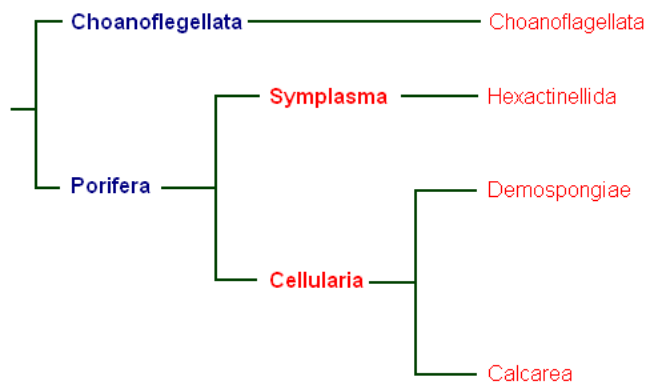 Choanoflegellata Choanoflagellata
Symplasma Hexactinellida
Porifera Demospongiae
Cellularia
Calcarea